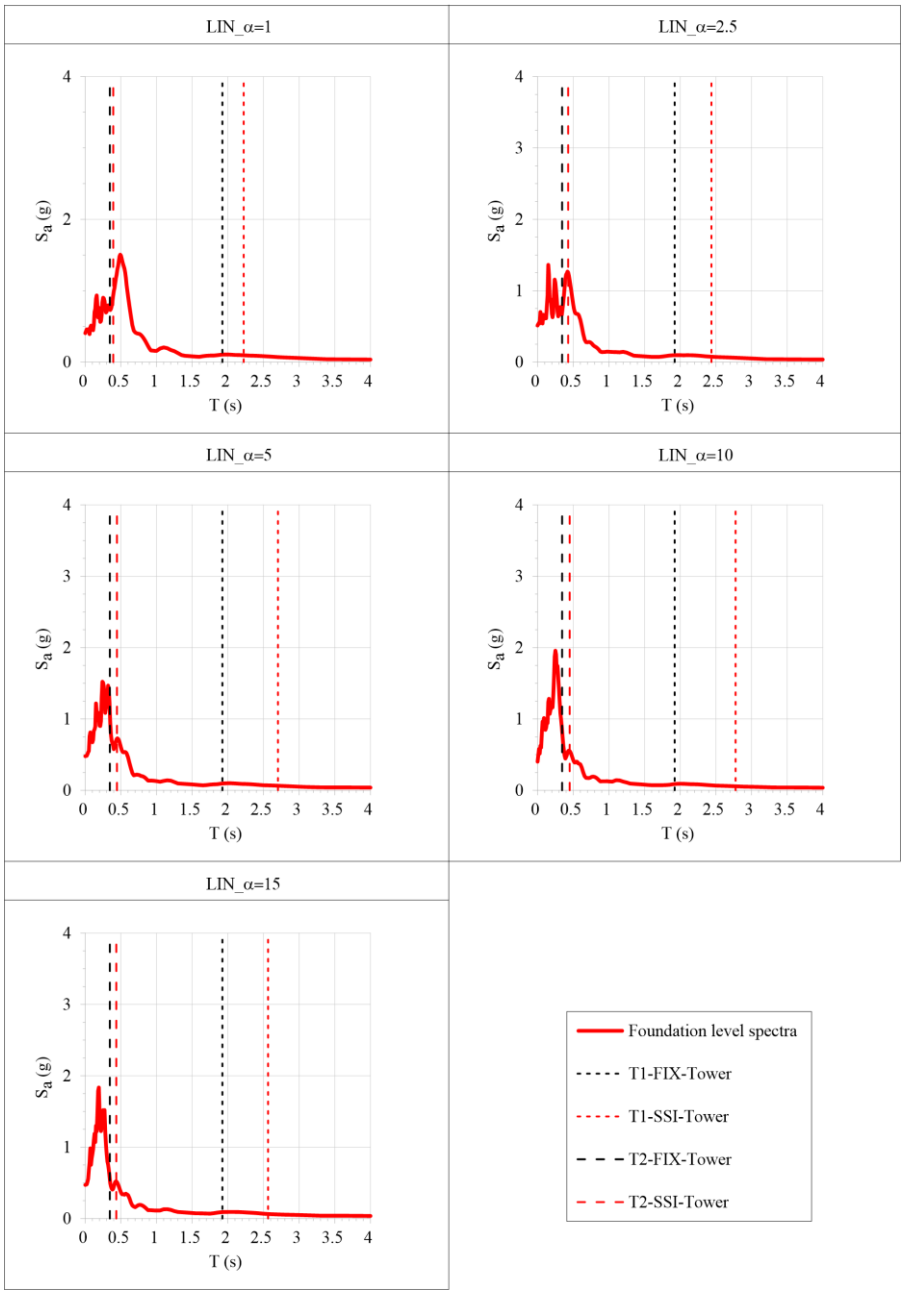 LIN_α=1
LIN_α=2.5
4
2
0
Sa (g)
0 0.5 1 1.5 2 2.5 3 3.5 4
T (s)
4
3
2
1
0
Sa (g)
0 0.5 1 1.5 2 2.5 3 3.5 4
T (s)
LIN_α=5
LIN_α=10
4
3
2
1
0
Sa (g)
0 0.5 1 1.5 2 2.5 3 3.5 4
T (s)
4
3
2
1
0
Sa (g)
0 0.5 1 1.5 2 2.5 3 3.5 4
T (s)
LIN_α=15
4
3
2
1
0
Sa (g)
0 0.5 1 1.5 2 2.5 3 3.5 4
T (s)
Foundation level spectra
T1-FIX-Tower
T1-SSI-Tower
T2-FIX-Tower
T2-SSI-Tower